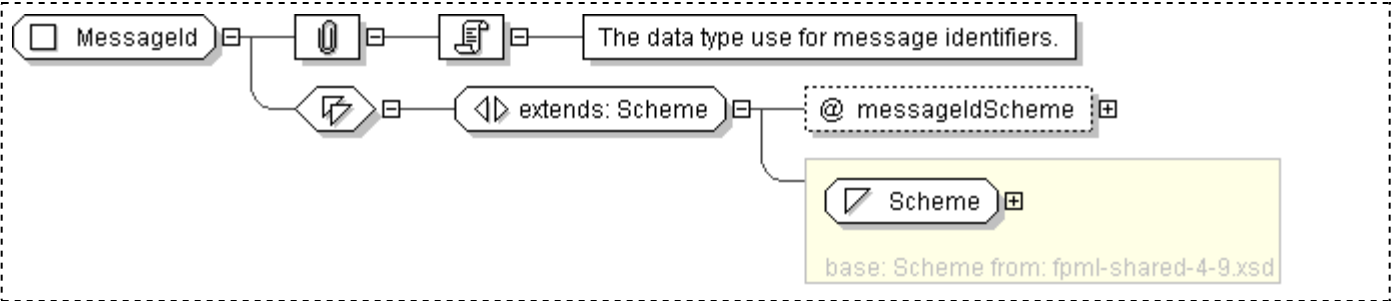 MessageId
The data type use for message identifiers.
extends: Scheme
@ messageIdScheme
Scheme
base: Scheme from: fpml-shared-4-9.xsd